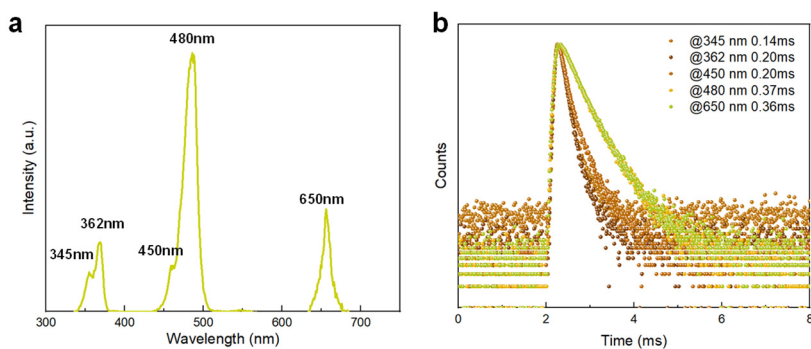 a
480nm
650nm
362nm
450nm
345nm
Intensity (a.u.)
300 400 500 600 700
Wavelength (nm)
b
@345 nm 0.14ms
@362 nm 0.20ms
@450 nm 0.20ms
@480 nm 0.37ms
@650 nm 0.36ms
Counts
0 2 4 6 8
Time (ms)